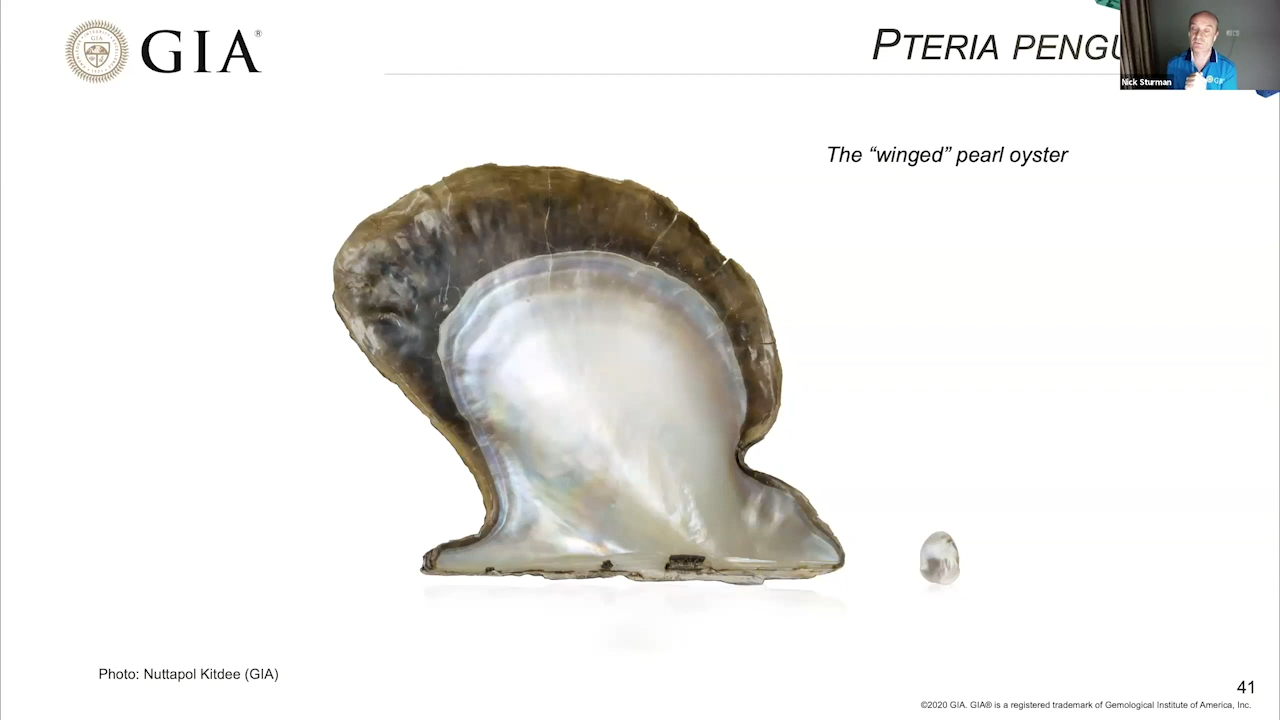 GIA®
PTERIA PENGU
Nick Sturman
The “winged” pearl oyster
Photo: Nuttapol Kitdee (GIA)
41
©2020 GIA. GIA® is a registered trademark of Gemological Institute of America, Inc.